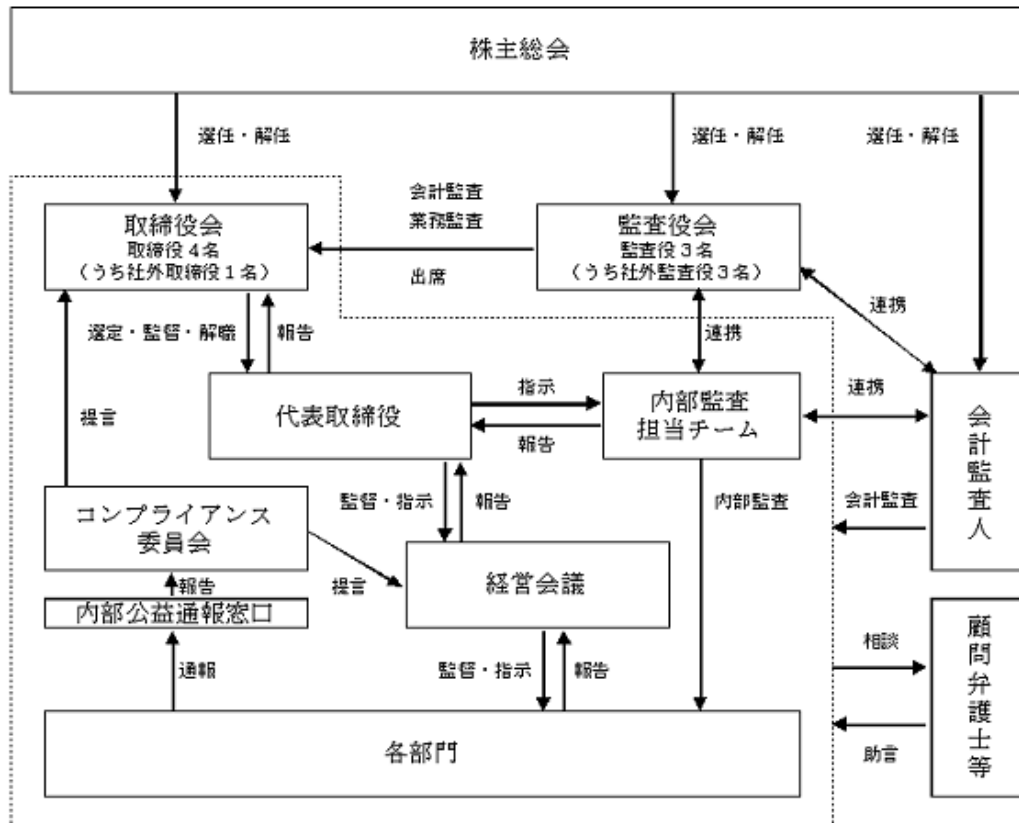 株主総会
選任・解任
選任・解任
選任・解任
会計監査
業務監査
取締役会
取締役4名
（うち社外取締役1名）
監査役会
監査役3名
（うち社外監査役3名）
出席
連携
選定・監督・解職
報告
連携
代表取締役
指示
報告
内部監査
担当チーム
連携
会計監査人
提言
監督・指示
報告
内部監査
会計監査
コンプライアンス
委員会
提言
経営会議
報告
内部公益通報窓口
通報
監督・指示
報告
相談
顧問弁護士等
助言
各部門